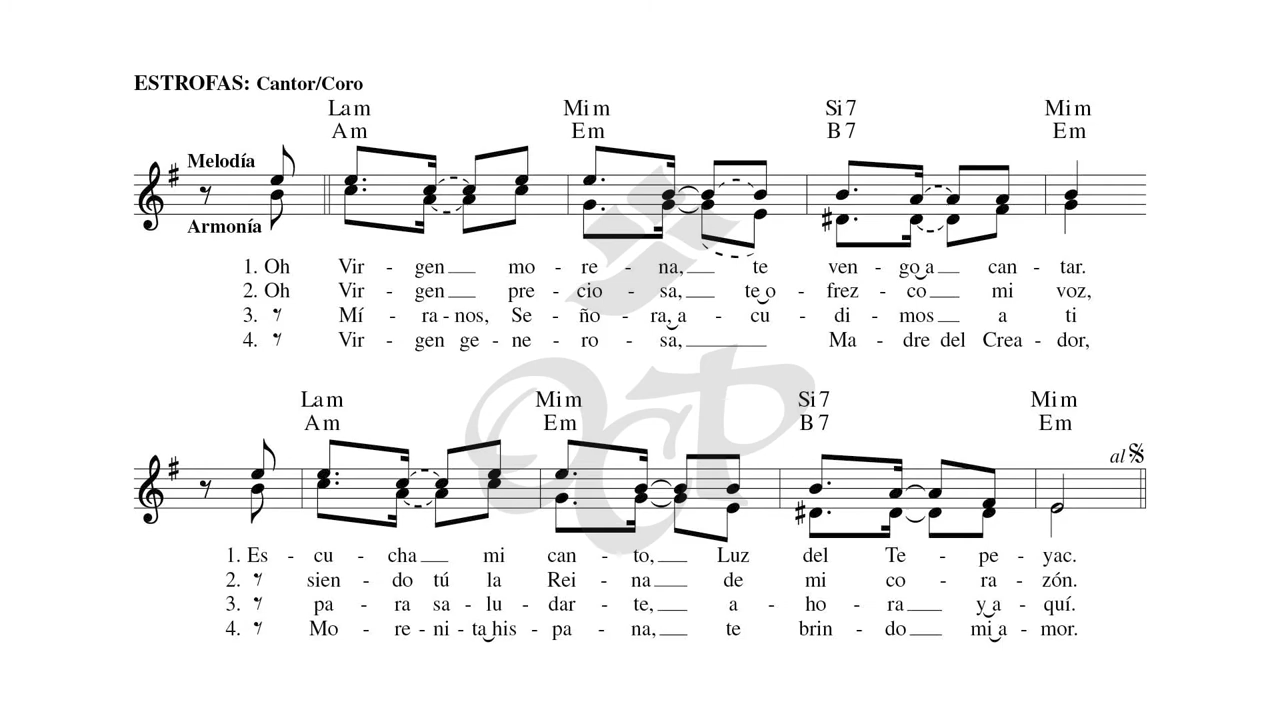 ESTROFAS: Cantor/Coro
Lam Mim Si7 Mim
Am Em B7 Em
Melodía
Armonía
1. Oh Vir - gen mo - re - na, te ven - go a can - tar.
2. Oh Vir - gen pre - cio - sa, te o - frez - co mi voz,
3. Mí - ra - nos, Se - ño - ra, a - cu - di - mos a ti
4. Vir - gen ge - ne - ro - sa, Ma - dre del Crea - dor,
Lam Mim Si7 Mim
Am Em B7 Em
al
1. Es - cu - cha mi can - to, Luz del Te - pe - yac.
2. sien - do tú la Rei - na de mi co - ra - zón.
3. pa - ra sa - lu - dar - te, a - ho - ra y a - quí.
4. Mo - re - ni - ta his - pa - na, te brin - do mi a - mor.
OCP